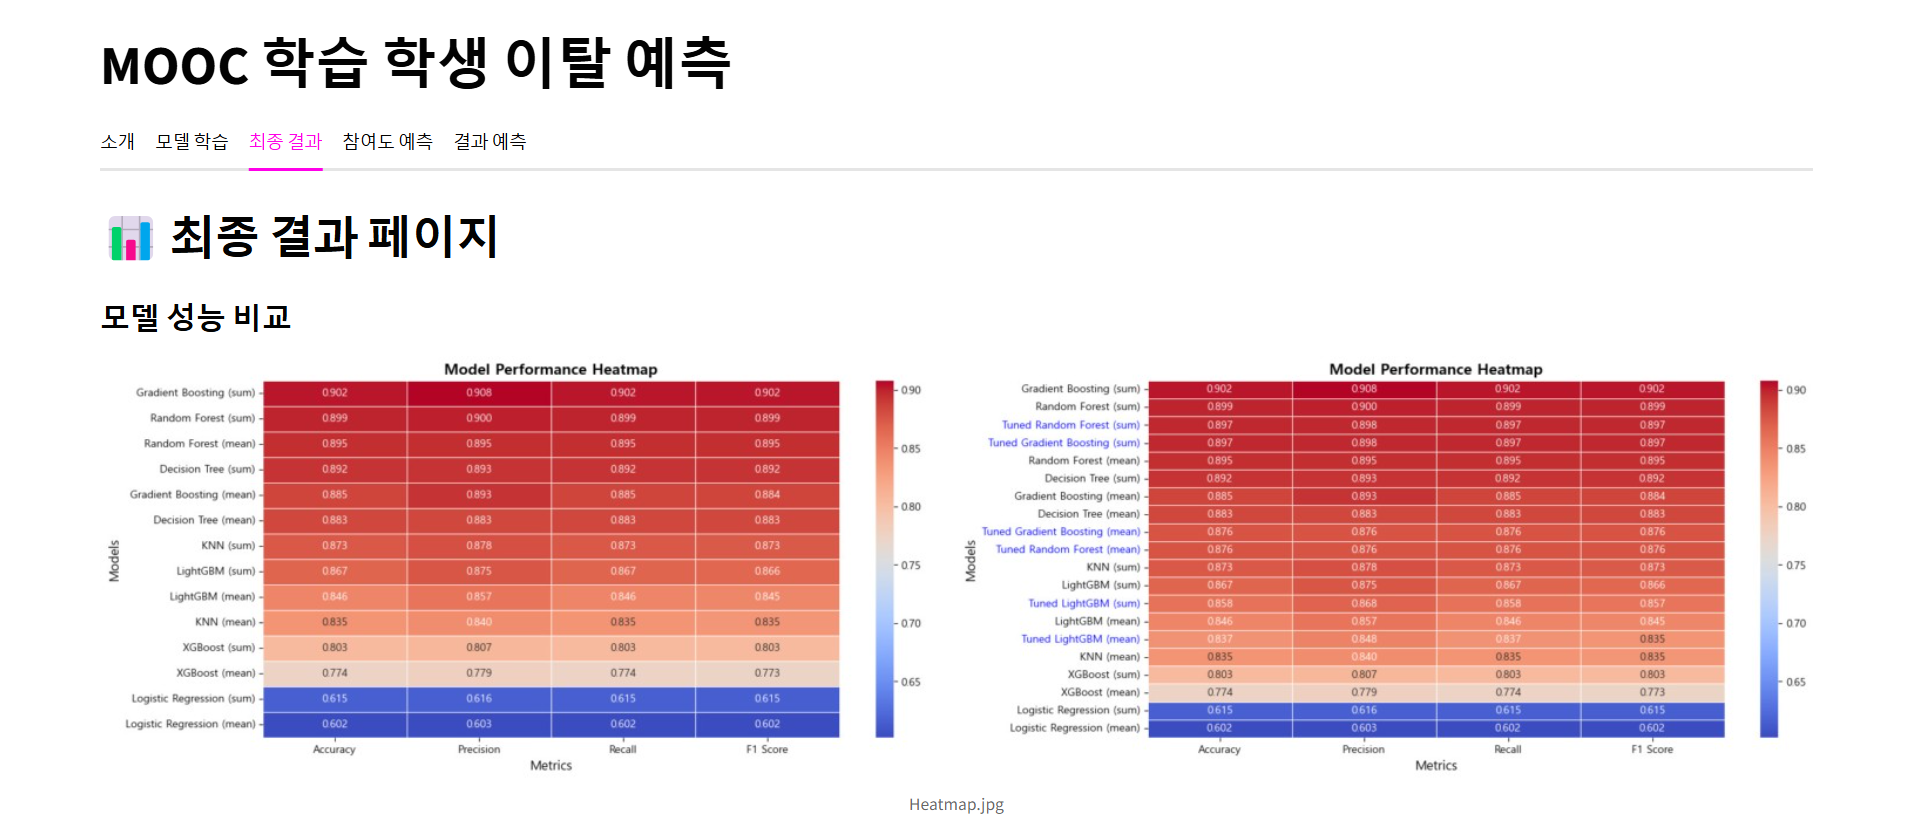 MOOC 학습 학생 이탈 예측
소개 모델 학습 최종 결과 참여도 예측 결과 예측
최종 결과 페이지
모델 성능 비교
Model Performance Heatmap
Models
Gradient Boosting (sum) 0.902 0.908 0.902 0.902
Random Forest (sum) 0.899 0.900 0.899 0.899
Random Forest (mean) 0.895 0.895 0.895 0.895
Decision Tree (sum) 0.892 0.893 0.892 0.892
Gradient Boosting (mean) 0.885 0.893 0.885 0.884
Decision Tree (mean) 0.883 0.883 0.883 0.883
KNN (sum) 0.873 0.878 0.873 0.873
LightGBM (sum) 0.867 0.875 0.867 0.866
LightGBM (mean) 0.846 0.857 0.846 0.845
KNN (mean) 0.835 0.840 0.835 0.835
XGBoost (sum) 0.803 0.807 0.803 0.803
XGBoost (mean) 0.774 0.779 0.774 0.773
Logistic Regression (sum) 0.615 0.616 0.615 0.615
Logistic Regression (mean) 0.602 0.603 0.602 0.602
Accuracy Precision Recall F1 Score
Metrics
0.90
0.85
0.80
0.75
0.70
0.65
Model Performance Heatmap
Models
Gradient Boosting (sum) 0.902 0.908 0.902 0.902
Random Forest (sum) 0.899 0.900 0.899 0.899
Tuned Random Forest (sum) 0.897 0.898 0.897 0.897
Tuned Gradient Boosting (sum) 0.897 0.898 0.897 0.897
Random Forest (mean) 0.895 0.895 0.895 0.895
Decision Tree (sum) 0.892 0.893 0.892 0.892
Gradient Boosting (mean) 0.885 0.893 0.885 0.884
Decision Tree (mean) 0.883 0.883 0.883 0.883
Tuned Gradient Boosting (mean) 0.876 0.876 0.876 0.876
Tuned Random Forest (mean) 0.876 0.876 0.876 0.876
KNN (sum) 0.873 0.878 0.873 0.873
LightGBM (sum) 0.867 0.875 0.867 0.866
Tuned LightGBM (sum) 0.858 0.868 0.858 0.857
LightGBM (mean) 0.846 0.857 0.846 0.845
Tuned LightGBM (mean) 0.837 0.848 0.837 0.835
KNN (mean) 0.835 0.840 0.835 0.835
XGBoost (sum) 0.803 0.807 0.803 0.803
XGBoost (mean) 0.774 0.779 0.774 0.773
Logistic Regression (sum) 0.615 0.616 0.615 0.615
Logistic Regression (mean) 0.602 0.603 0.602 0.602
Accuracy Precision Recall F1 Score
Metrics
0.90
0.85
0.80
0.75
0.70
0.65
Heatmap.jpg